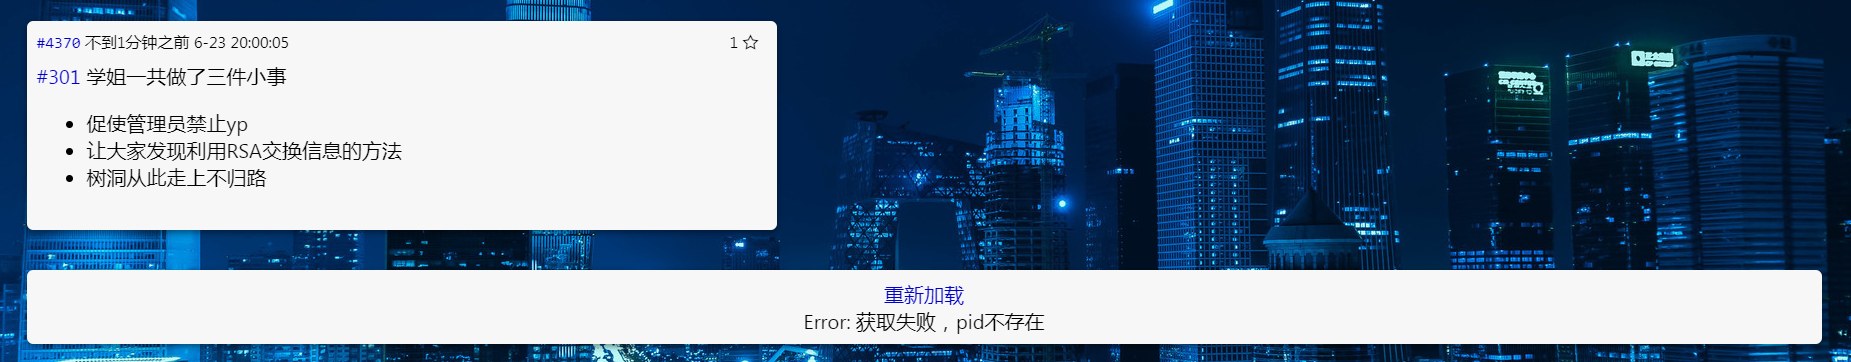 #4370 不到1分钟之前 6-23 20:00:05 1
#301 学姐一共做了三件小事
促使管理员禁止yp
让大家发现利用RSA交换信息的方法
树洞从此走上不归路
重新加载
Error: 获取失败，pid不存在